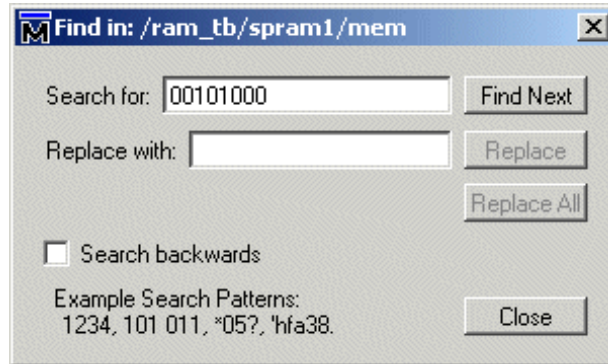 Find in: /ram_tb/spram1/mem
Search for: 00101000 Find Next
Replace with: Replace
Replace All
Search backwards
Example Search Patterns:
1234, 101 011, *05?, 'hfa38.
Close